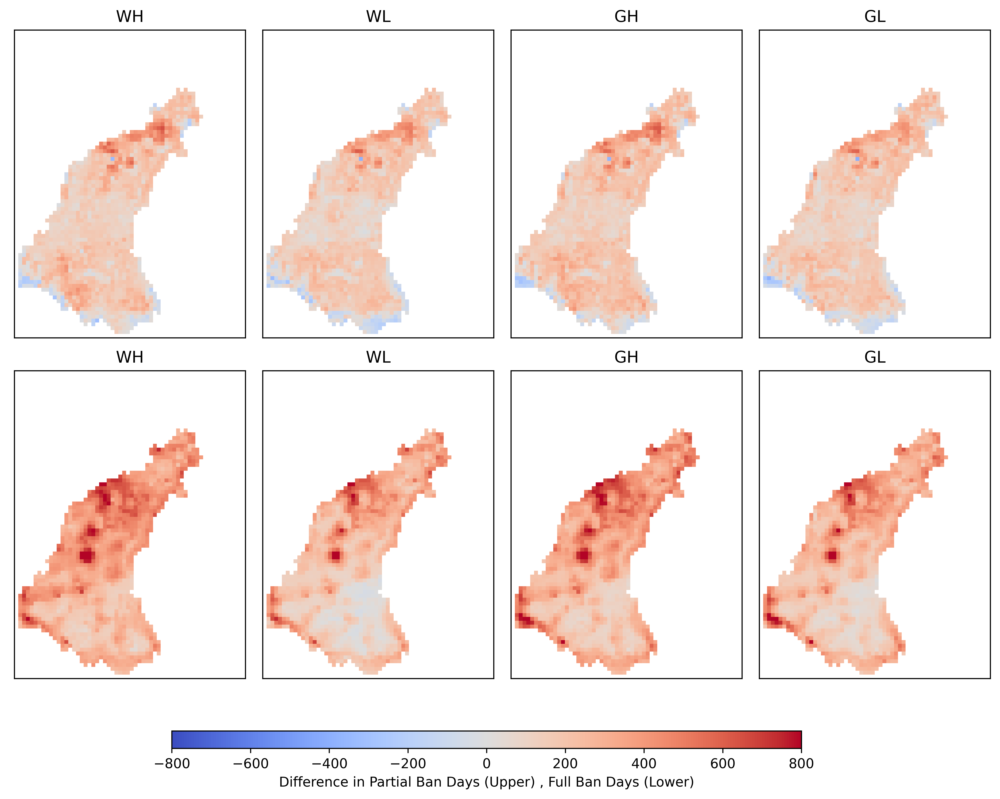 WH WL GH GL
WH WL GH GL
−800 −600 −400 −200 0 200 400 600 800
Difference in Partial Ban Days (Upper) , Full Ban Days (Lower)